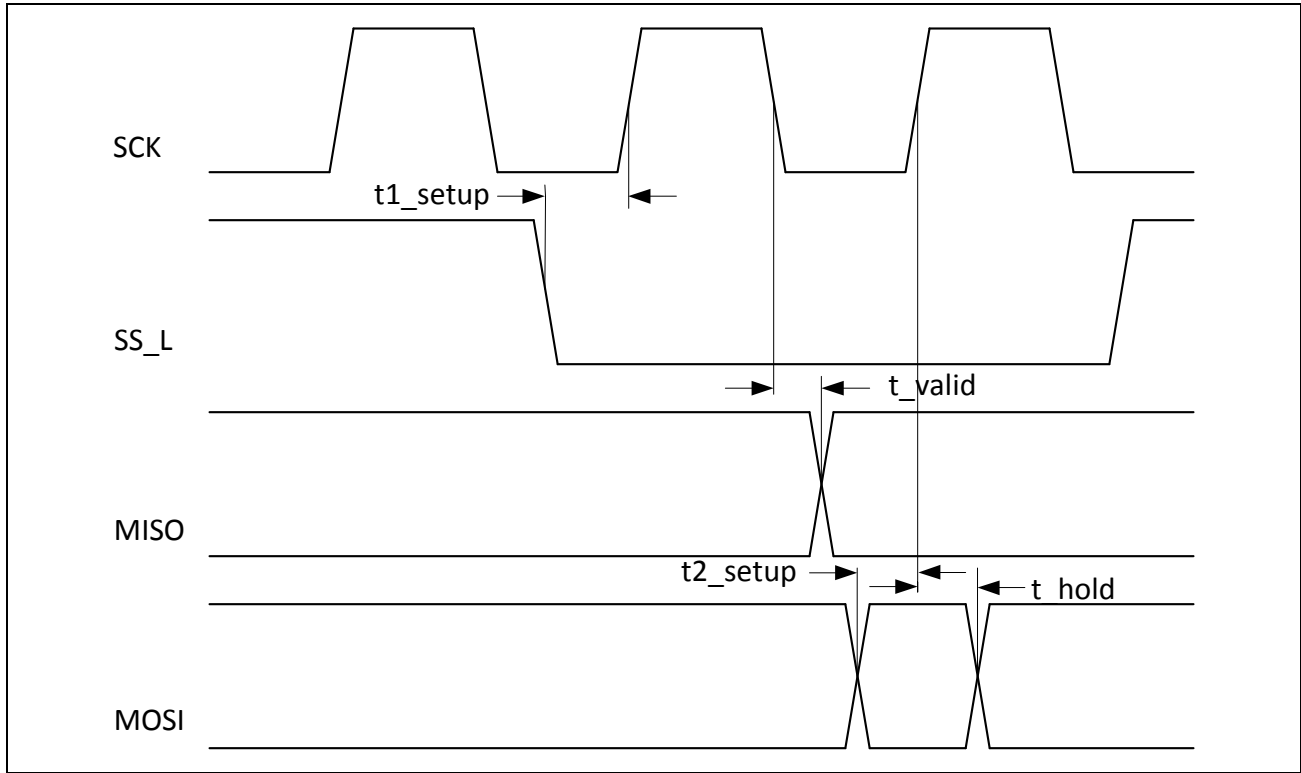 SCK
t1_setup
SS_L
t_valid
MISO
t2_setup
t_hold
MOSI